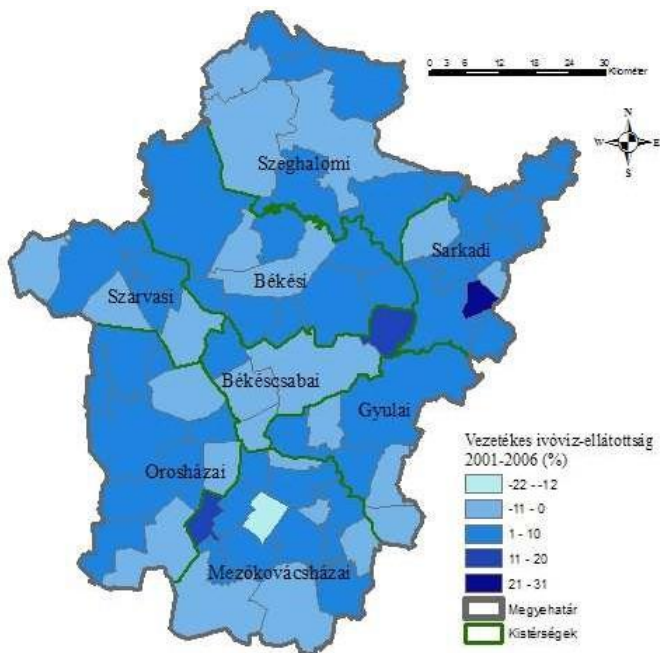 0 3 6 12 18 24 30
Kilométer
N
W E
S
Szeghalomi
Sarkadi
Békési
Szarvasi
Békéscsabai
Gyulai
Orosházai
Mezőkovácsházai
Vezetékes ivóvíz-ellátottság
2001-2006 (%)
-22 - -12
-11 - 0
1 - 10
11 - 20
21 - 31
Megyehatár
Kistérségek